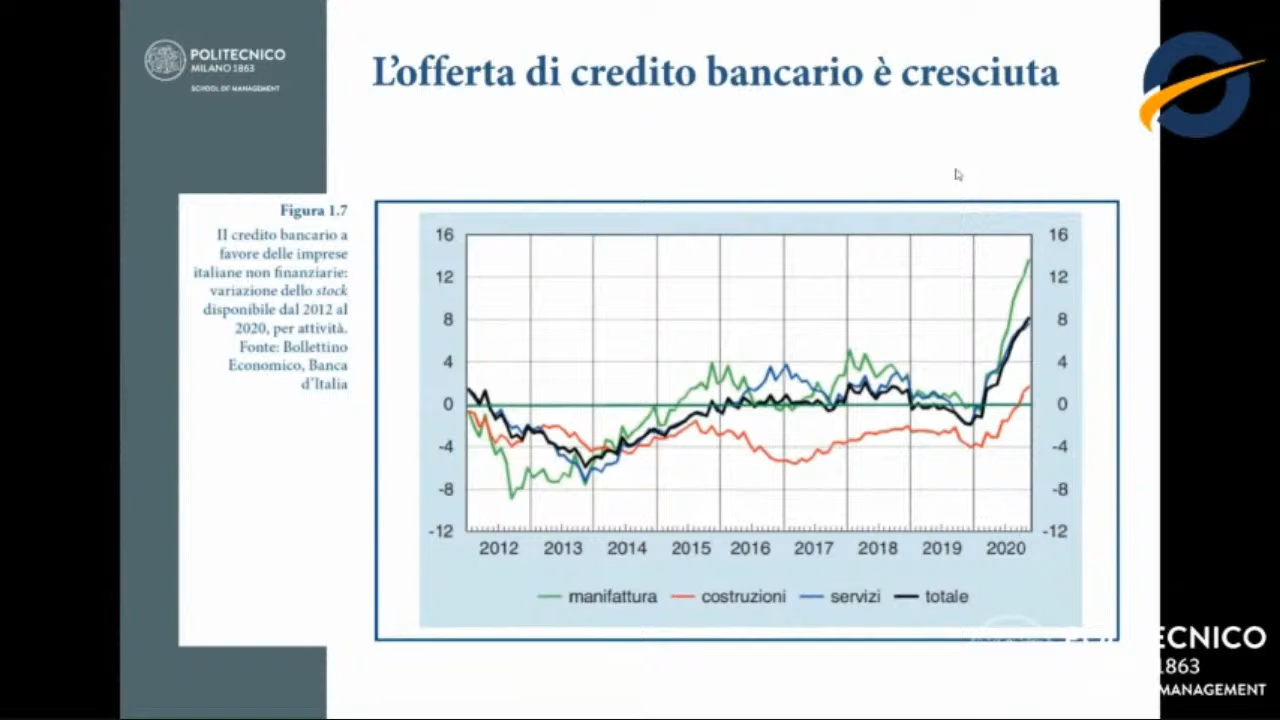 POLITECNICO
MILANO 1863
SCHOOL OF MANAGEMENT
L'offerta di credito bancario è cresciuta
Figura 1.7
Il credito bancario a
favore delle imprese
italiane non finanziarie:
variazione dello stock
disponibile dal 2012 al
2020, per attività.
Fonte: Bollettino
Economico, Banca
d'Italia
16 16
12 12
8 8
4 4
0 0
-4 -4
-8 -8
-12 -12
2012 2013 2014 2015 2016 2017 2018 2019 2020
manifattura costruzioni servizi totale
ECNICO
1863
MANAGEMENT